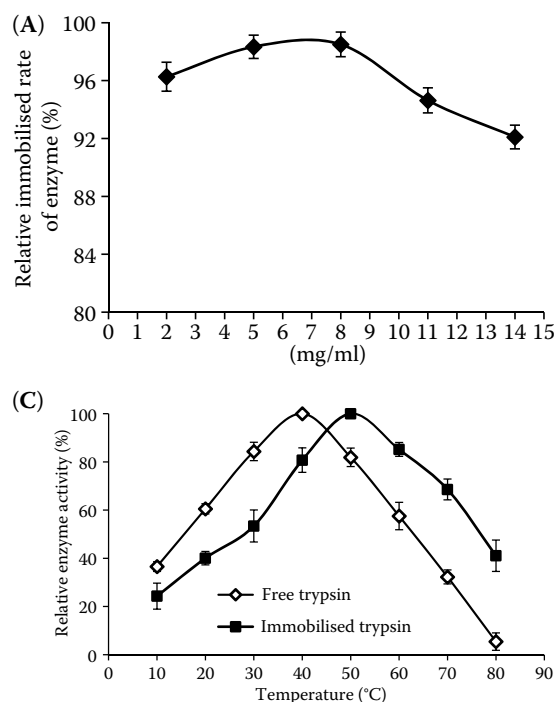 (A)
100
96
92
98
84
80
Relative immobilised rate
of enzyme (%)
0 1 2 3 4 5 6 7 8 9 10 11 12 13 14 15
(mg/ml)
(C)
100
80
60
40
20
0
Relative enzyme activity (%)
Free trypsin
Immobilised trypsin
0 10 20 30 40 50 60 70 80 90
Temperature (°C)